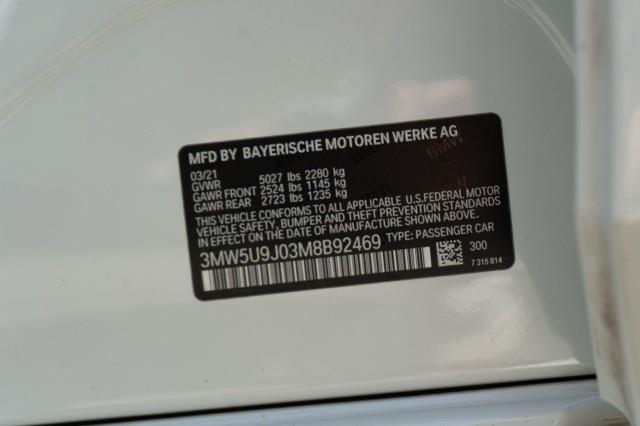 MFD BY BAYERISCHE MOTOREN WERKE AG
03/21
GVWR 5027 lbs 2280 kg
GAWR FRONT 2524 lbs 1145 kg
GAWR REAR 2723 lbs 1235 kg
THIS VEHICLE CONFORMS TO ALL APPLICABLE U.S.FEDERAL MOTOR
VEHICLE SAFETY, BUMPER AND THEFT PREVENTION STANDARDS
IN EFFECT ON THE DATE OF MANUFACTURE SHOWN ABOVE.
3MW5U9J03M8B92469 TYPE: PASSENGER CAR
300
7 315 814
BMW